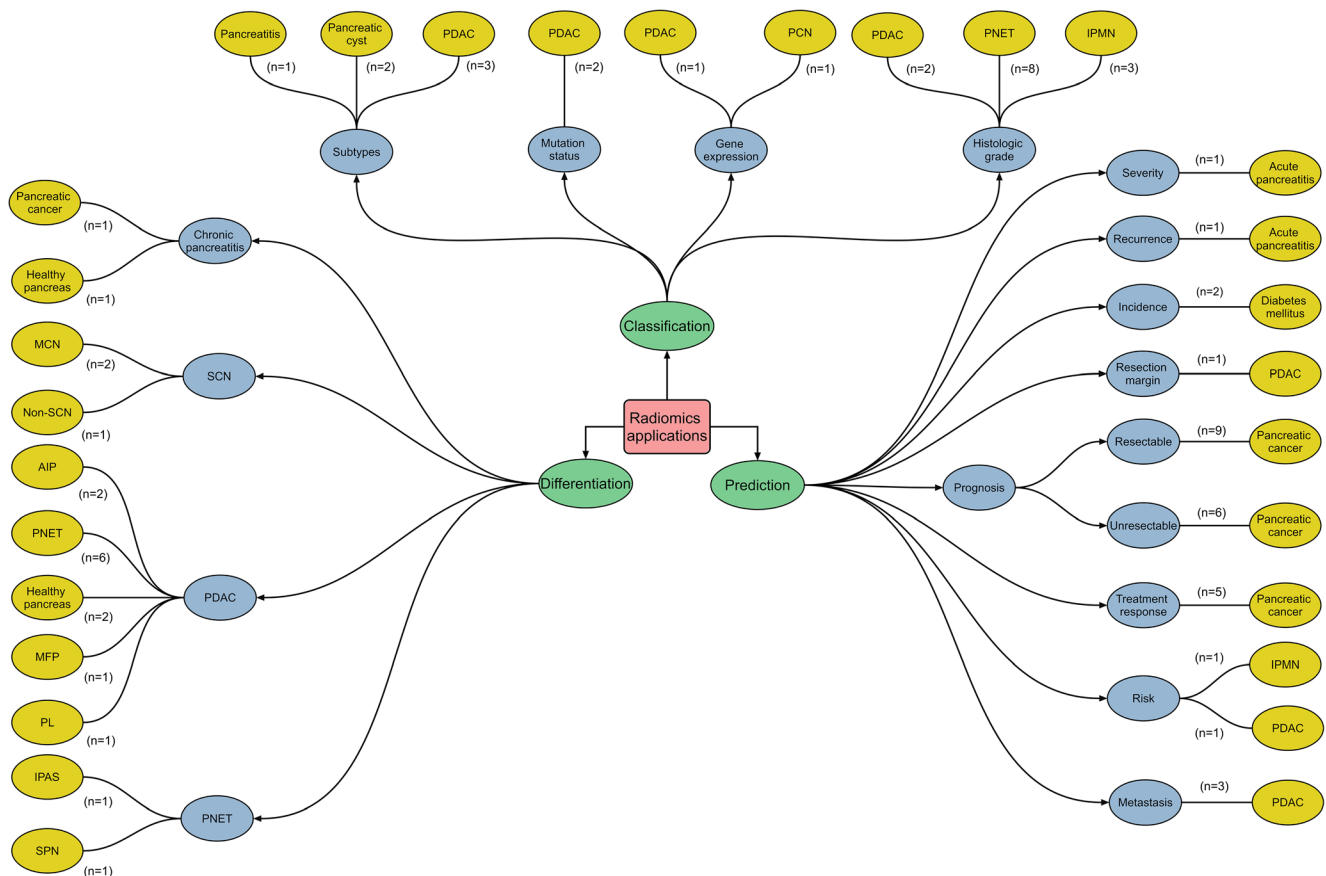 Pancreatitis
Pancreatic
cyst
PDAC
PDAC
PDAC
PCN
PDAC
PNET
IPMN
(n=1)
(n=2)
(n=3)
(n=2)
(n=1)
(n=1)
(n=2)
(n=8)
(n=3)
Subtypes
Mutation
status
Gene
expression
Histologic
grade
Classification
Radiomics
applications
Differentiation
Prediction
Pancreatic
cancer
(n=1)
Healthy
pancreas
(n=1)
Chronic
pancreatitis
MCN
(n=2)
Non-SCN
(n=1)
SCN
AIP
(n=2)
PNET
(n=6)
Healthy
pancreas
(n=2)
MFP
(n=1)
PL
(n=1)
PDAC
IPAS
(n=1)
SPN
(n=1)
PNET
Severity
(n=1)
Acute
pancreatitis
Recurrence
(n=1)
Acute
pancreatitis
Incidence
(n=2)
Diabetes
mellitus
Resection
margin
(n=1)
PDAC
Prognosis
Resectable
(n=9)
Pancreatic
cancer
Unresectable
(n=6)
Pancreatic
cancer
Treatment
response
(n=5)
Pancreatic
cancer
Risk
(n=1)
IPMN
(n=1)
PDAC
Metastasis
(n=3)
PDAC